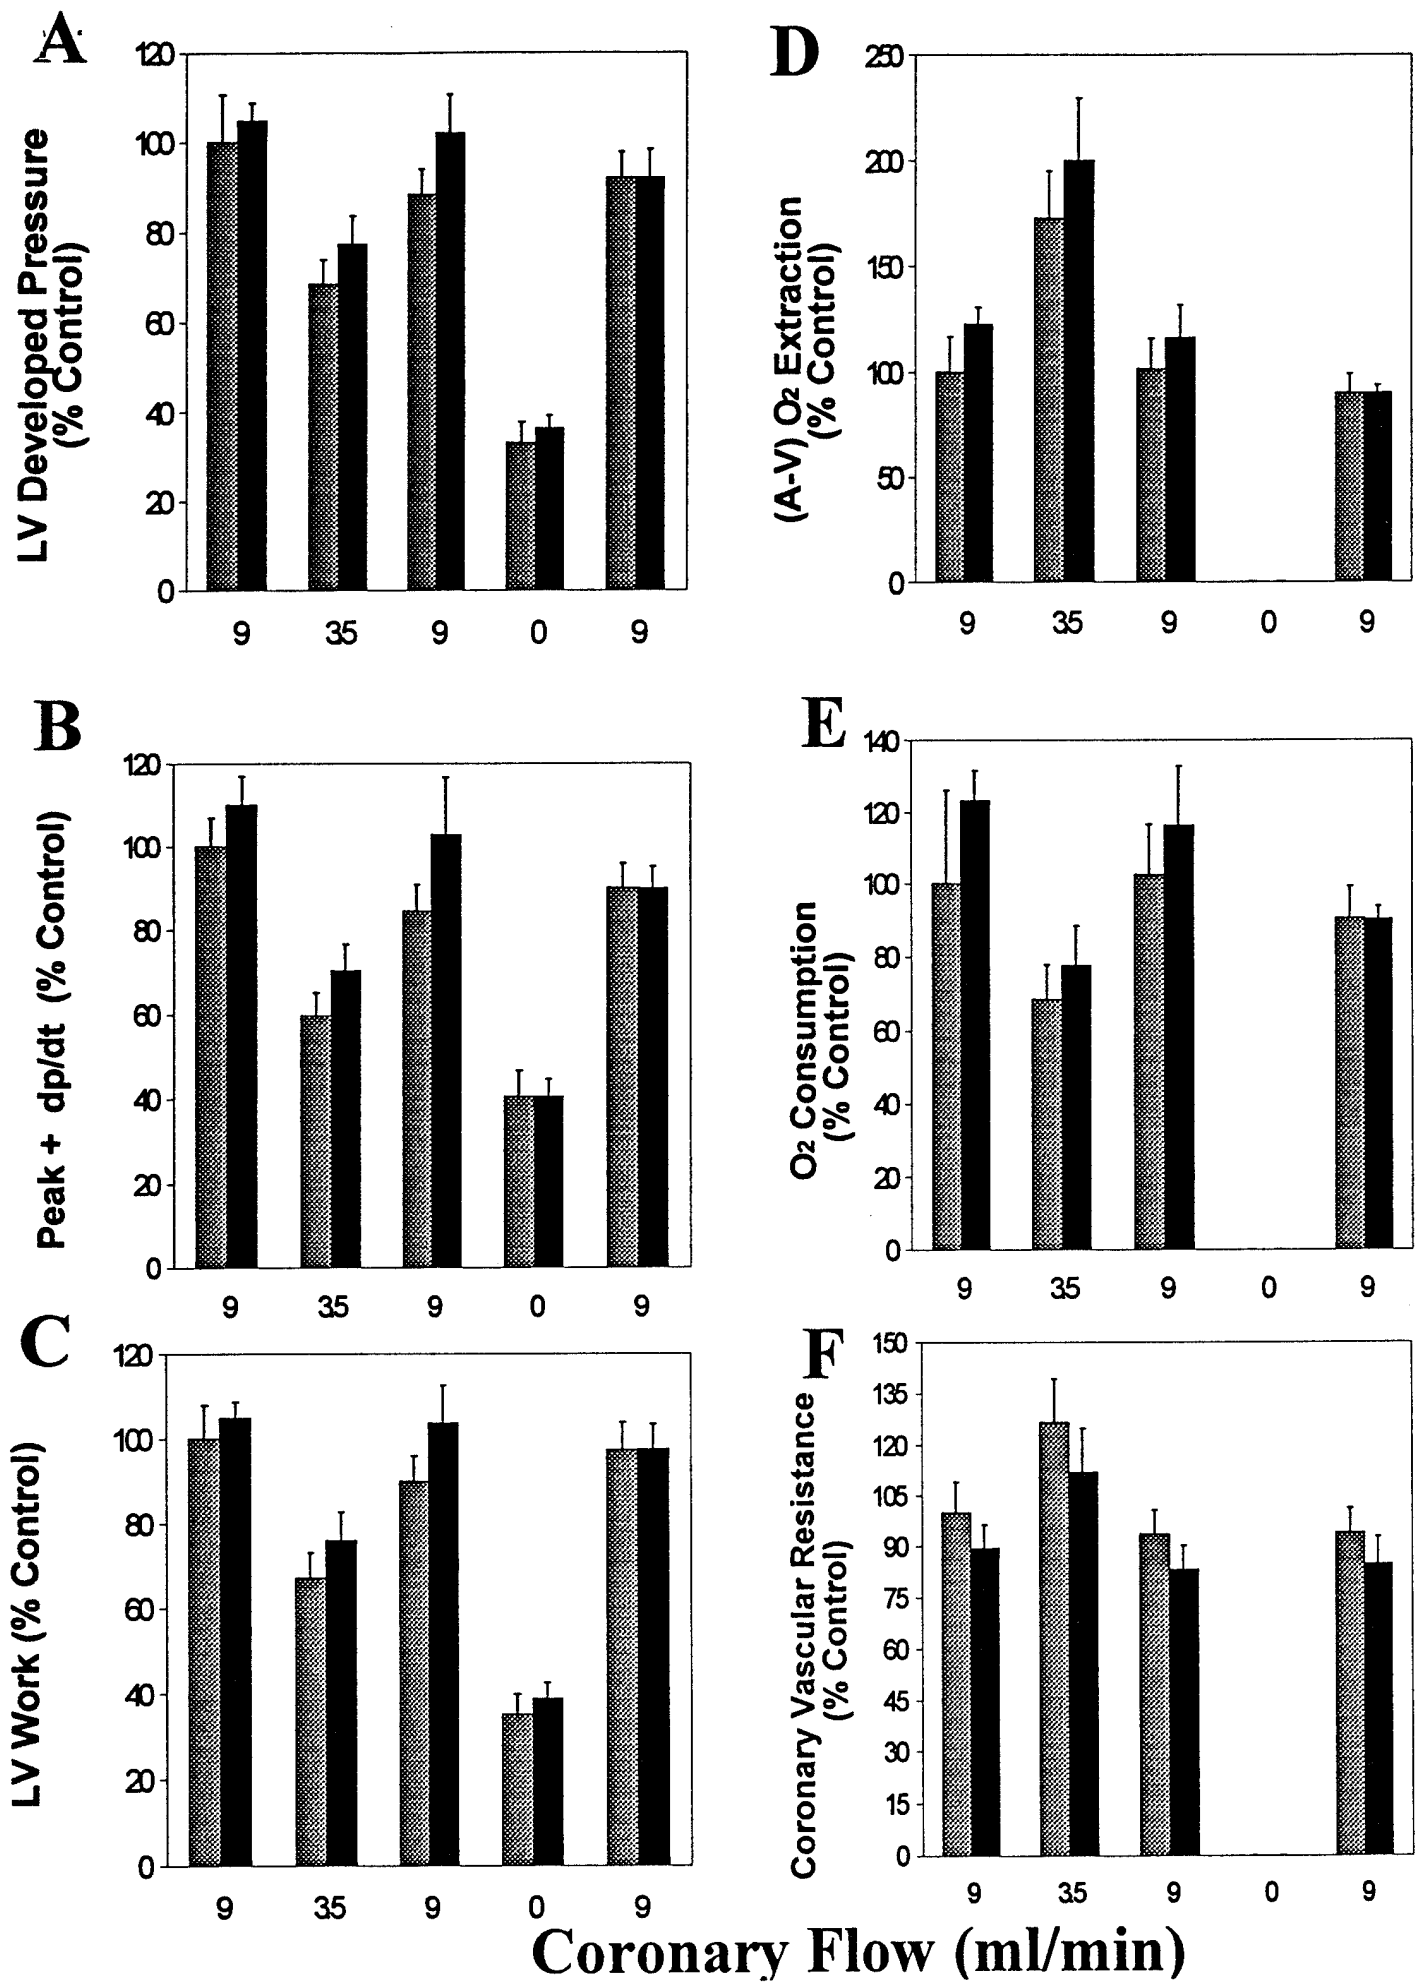 A
LV Developed Pressure
(% Control)
120
100
80
60
40
20
0
9 35 9 0 9
B
Peak + dp/dt (% Control)
120
100
80
60
40
20
0
9 35 9 0 9
C
LV Work (% Control)
120
100
80
60
40
20
0
9 35 9 0 9
D
(A-V) O2 Extraction
(% Control)
250
200
150
100
50
0
9 35 9 0 9
E
O2 Consumption
(% Control)
140
120
100
80
60
40
20
0
9 35 9 0 9
F
Coronary Vascular Resistance
(% Control)
150
135
120
105
90
75
60
45
30
15
0
9 35 9 0 9
Coronary Flow (ml/min)